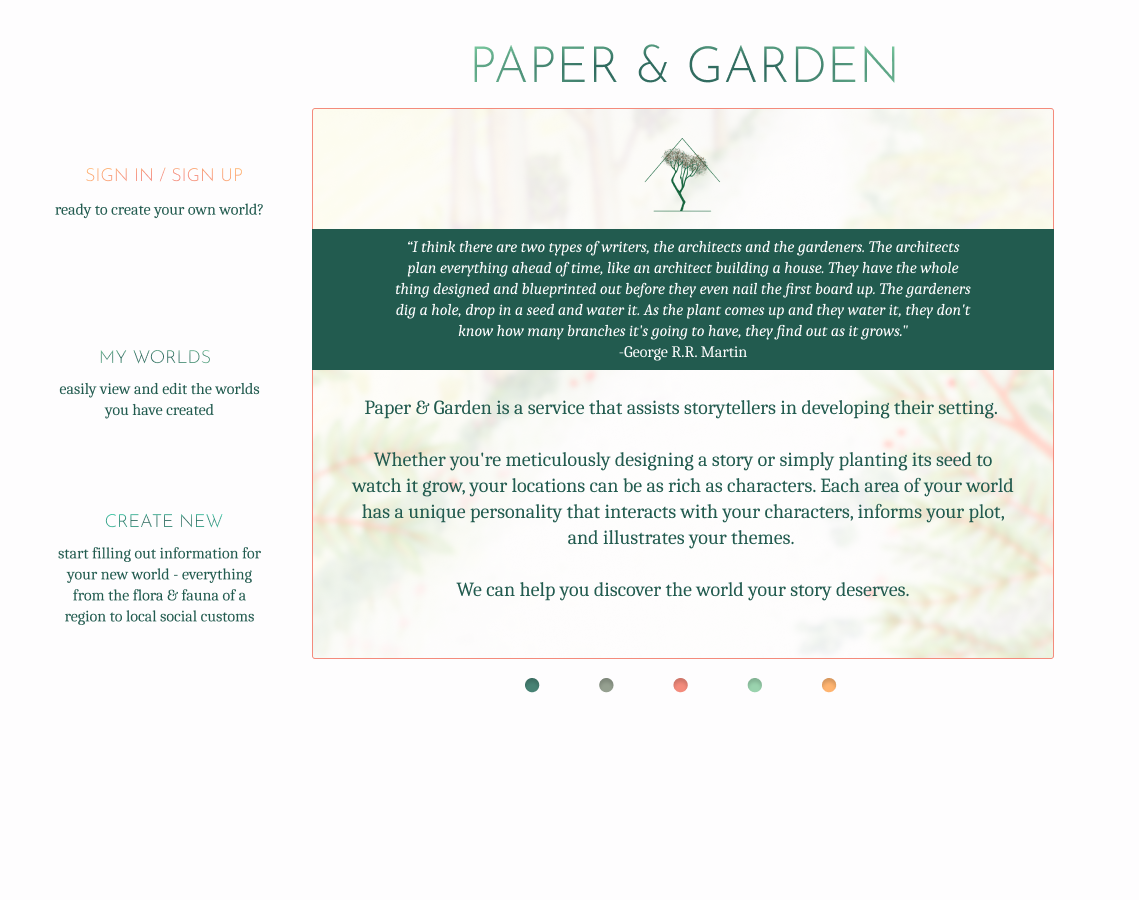 PAPER & GARDEN
SIGN IN / SIGN UP
ready to create your own world?
MY WORLDS
easily view and edit the worlds
you have created
CREATE NEW
start filling out information for
your new world - everything
from the flora & fauna of a
region to local social customs
“I think there are two types of writers, the architects and the gardeners. The architects
plan everything ahead of time, like an architect building a house. They have the whole
thing designed and blueprinted out before they even nail the first board up. The gardeners
dig a hole, drop in a seed and water it. As the plant comes up and they water it, they don't
know how many branches it's going to have, they find out as it grows."
-George R.R. Martin
Paper & Garden is a service that assists storytellers in developing their setting.
Whether you're meticulously designing a story or simply planting its seed to
watch it grow, your locations can be as rich as characters. Each area of your world
has a unique personality that interacts with your characters, informs your plot,
and illustrates your themes.
We can help you discover the world your story deserves.